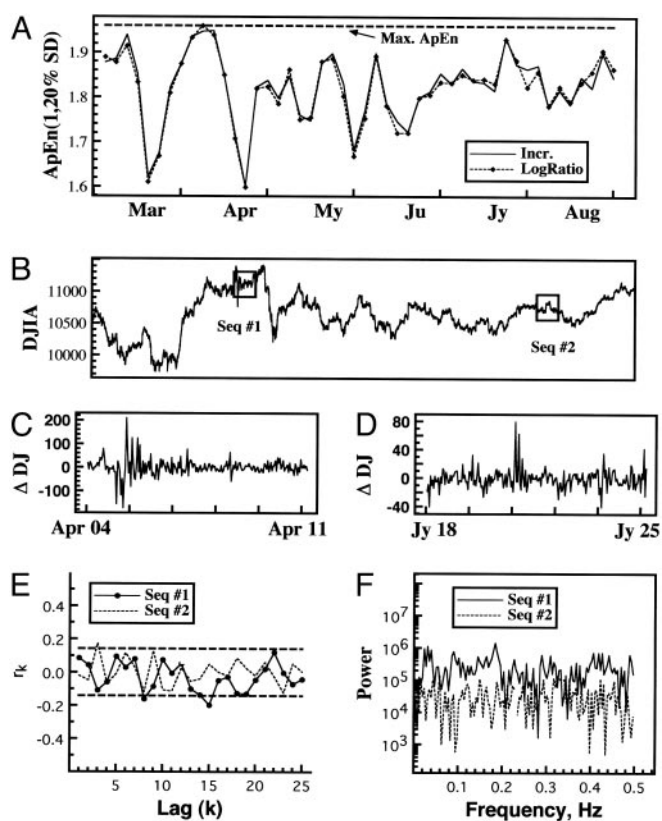 A
ApEn(1,20% SD)
1.9
1.8
1.7
1.6
Max. ApEn
Incr.
LogRatio
Mar Apr My Ju Jy Aug
B
DJIA
11000
10500
10000
Seq #1
Seq #2
C
Δ DJ
200
100
0
-100
Apr 04 Apr 11
D
Δ DJ
80
40
0
-40
Jy 18 Jy 25
E
r_k
0.4
0.2
0.0
-0.2
-0.4
Seq #1
Seq #2
5 10 15 20 25
Lag (k)
F
Power
10^7
10^6
10^5
10^4
10^3
Seq #1
Seq #2
0.1 0.2 0.3 0.4 0.5
Frequency, Hz